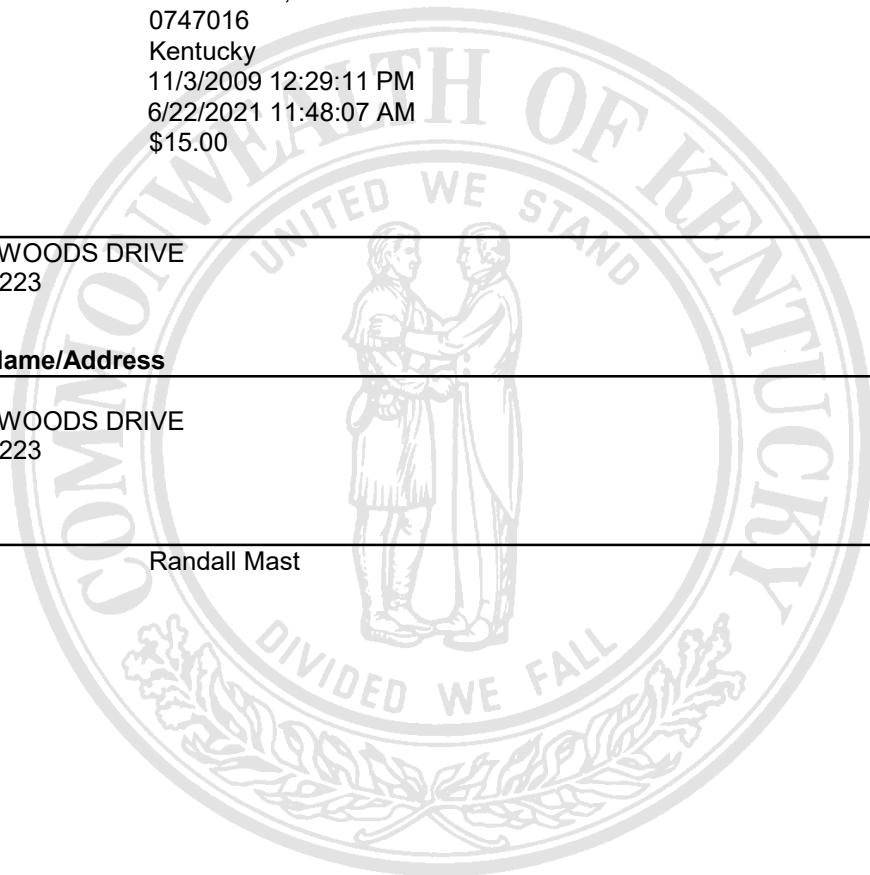 0747016
Kentucky
11/3/2009 12:29:11 PM
6/22/2021 11:48:07 AM
$15.00
COMMONWEALTH OF KENTUCKY
UNITED WE STAND
WOODS DRIVE
223
Name/Address
WOODS DRIVE
223
Randall Mast
DIVIDED WE FALL